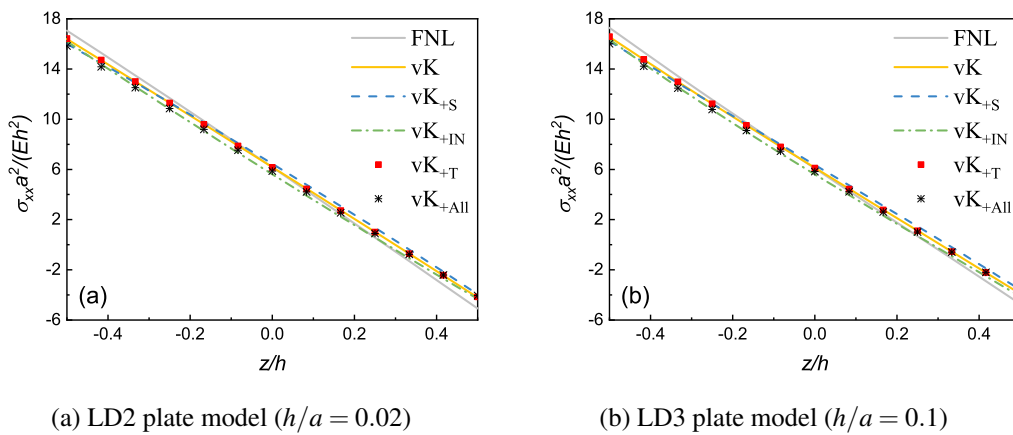 18
14
10
6
2
-2
-6
σxxa²/(Eh²)
FNL
vK
vK+S
vK+IN
vK+T
vK+All
(a)
-0.4 -0.2 0.0 0.2 0.4
z/h
18
14
10
6
2
-2
-6
σxxa²/(Eh²)
FNL
vK
vK+S
vK+IN
vK+T
vK+All
(b)
-0.4 -0.2 0.0 0.2 0.4
z/h
(a) LD2 plate model (h/a = 0.02)
(b) LD3 plate model (h/a = 0.1)